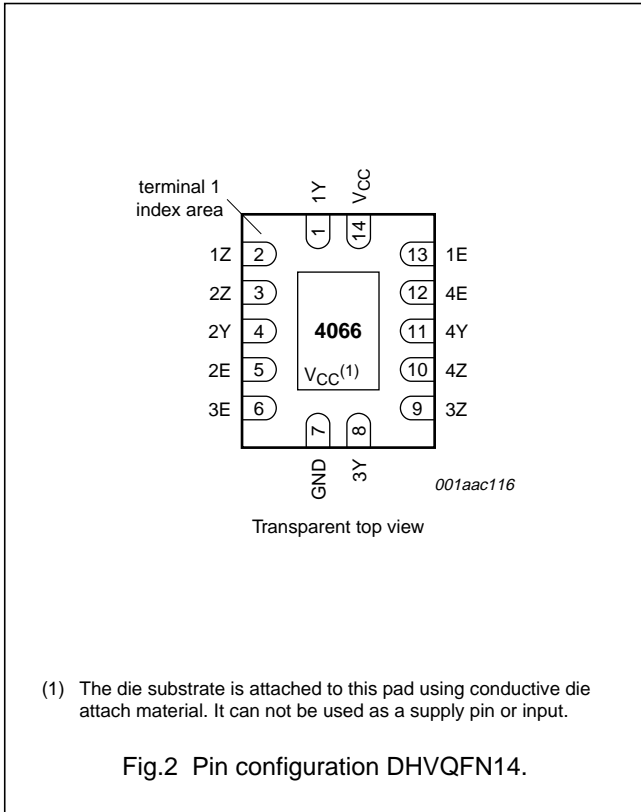 terminal 1
index area
1Y
VCC
1
14
1Z 2
13 1E
2Z 3
12 4E
2Y 4
4066
11 4Y
2E 5
VCC(1)
10 4Z
3E 6
9 3Z
7
8
GND
3Y
001aac116
Transparent top view
(1) The die substrate is attached to this pad using conductive die
attach material. It can not be used as a supply pin or input.
Fig.2 Pin configuration DHVQFN14.